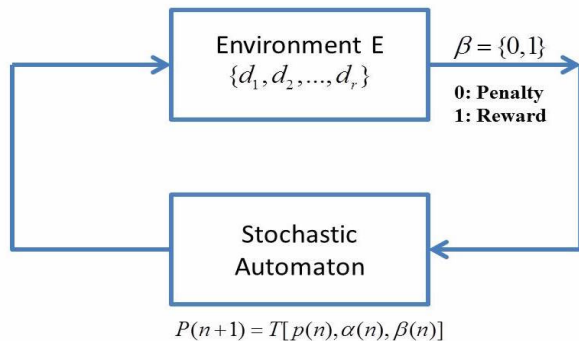 Environment E
{d₁, d₂, ..., dᵣ}
β = {0,1}
0: Penalty
1: Reward
Stochastic
Automaton
P(n+1) = T[p(n), α(n), β(n)]